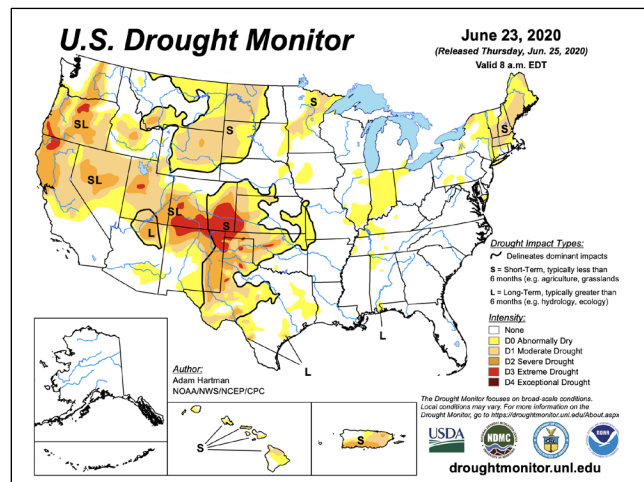 U.S. Drought Monitor
June 23, 2020
(Released Thursday, Jun. 25, 2020)
Valid 8 a.m. EDT
SL
S
S
S
SL
SL
L
S
Drought Impact Types:
Delineates dominant impacts
S = Short-Term, typically less than
6 months (e.g. agriculture, grasslands
L = Long-Term, typically greater than
6 months (e.g. hydrology, ecology)
Intensity:
None
D0 Abnormally Dry
D1 Moderate Drought
D2 Severe Drought
D3 Extreme Drought
D4 Exceptional Drought
L
L
Author:
Adam Hartman
NOAA/NWS/NCEP/CPC
The Drought Monitor focuses on broad-scale conditions.
Local conditions may vary. For more information on the
Drought Monitor, go to https://droughtmonitor.unl.edu/About.aspx
S
S
USDA
NDMC
droughtmonitor.unl.edu